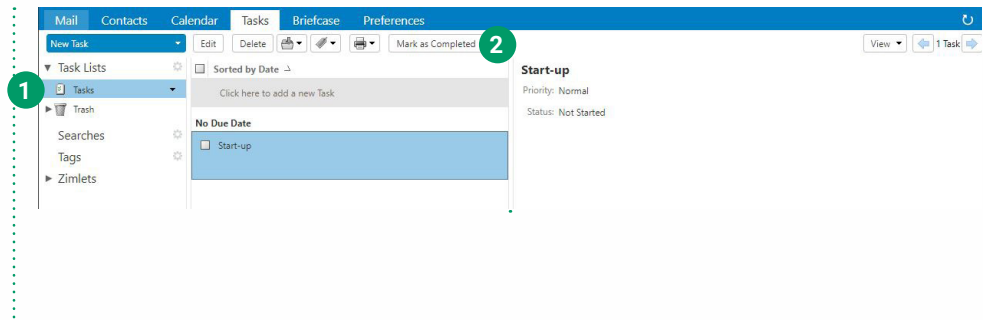 Mail Contacts Calendar Tasks Briefcase Preferences
New Task Edit Delete Mark as Completed 2 View 1 Task
Task Lists
1 Tasks
Trash
Searches
Tags
Zimlets
Sorted by Date
Click here to add a new Task
No Due Date
Start-up
Start-up
Priority: Normal
Status: Not Started